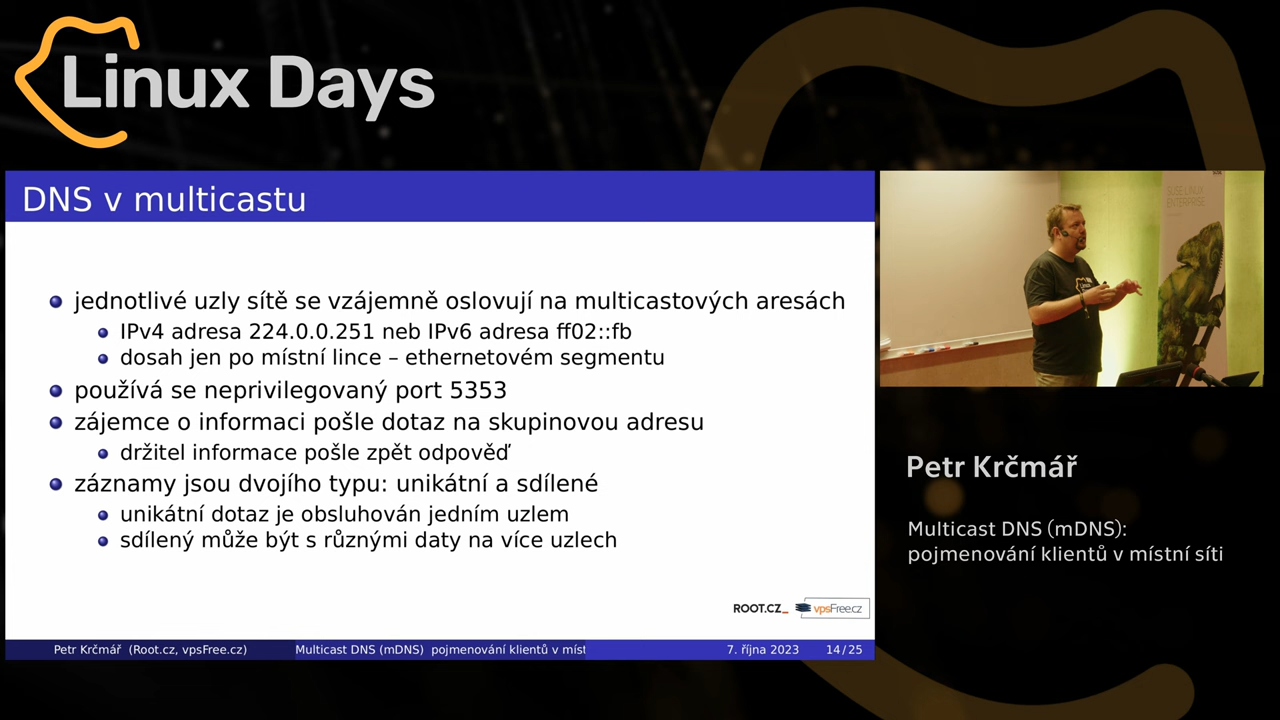 Linux Days
DNS v multicastu
jednotlivé uzly sítě se vzájemně oslovují na multicastových aresách
IPv4 adresa 224.0.0.251 neb IPv6 adresa ff02::fb
dosah jen po místní lince – ethernetovém segmentu
používá se neprivilegovaný port 5353
zájemce o informaci pošle dotaz na skupinovou adresu
držitel informace pošle zpět odpověď
záznamy jsou dvojího typu: unikátní a sdílené
unikátní dotaz je obsluhován jedním uzlem
sdílený může být s různými daty na více uzlech
ROOT.CZ_ vpsFree.cz
Petr Krčmář (Root.cz, vpsFree.cz) Multicast DNS (mDNS) pojmenování klientů v míst 7. října 2023 14/25
SUSE LINUX
ENTERPRISE
Petr Krčmář
Multicast DNS (mDNS):
pojmenování klientů v místní síti